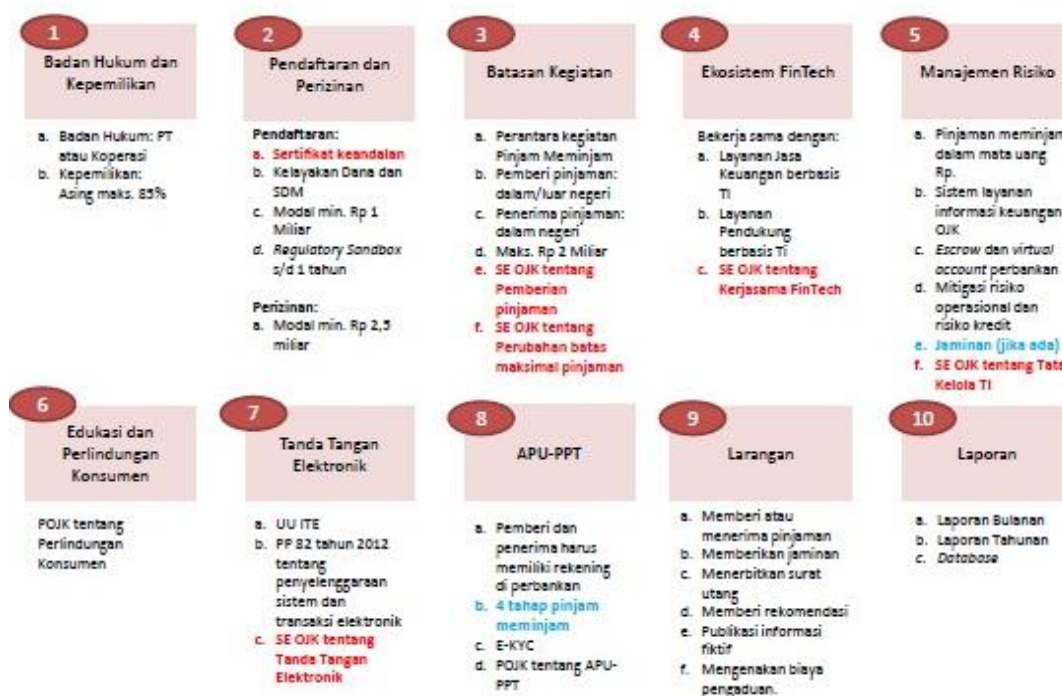 1
Badan Hukum dan
Kepemilikan
a. Badan Hukum: PT
atau Koperasi
b. Kepemilikan:
Asing maks. 85%
2
Pendaftaran dan
Perizinan
Pendaftaran:
a. Sertifikat keandalan
b. Kelayakan Dana dan
SDM
c. Modal min. Rp 1
Miliar
d. Regulatory Sandbox
s/d 1 tahun
Perizinan:
a. Modal min. Rp 2,5
miliar
3
Batasan Kegiatan
a. Perantara kegiatan
Pinjam Meminjam
b. Pemberi pinjaman:
dalam/luar negeri
c. Penerima pinjaman:
dalam negeri
d. Maks. Rp 2 Miliar
e. SE OJK tentang
Pemberian
pinjaman
f. SE OJK tentang
Perubahan batas
maksimal pinjaman
4
Ekosistem FinTech
Bekerja sama dengan:
a. Layanan Jasa
Keuangan berbasis
TI
b. Layanan
Pendukung
berbasis TI
c. SE OJK tentang
Kerjasama FinTech
5
Manajemen Risiko
a. Pinjaman meminjam
dalam mata uang
Rp.
b. Sistem layanan
informasi keuangan
OJK
c. Escrow dan virtual
account perbankan
d. Mitigasi risiko
operasional dan
risiko kredit
e. Jaminan (jika ada)
f. SE OJK tentang Tata
Kelola TI
6
Edukasi dan
Perlindungan
Konsumen
POJK tentang
Perlindungan
Konsumen
7
Tanda Tangan
Elektronik
a. UU ITE
b. PP 82 tahun 2012
tentang
penyelenggaraan
sistem dan
transaksi elektronik
c. SE OJK tentang
Tanda Tangan
Elektronik
8
APU-PPT
a. Pemberi dan
penerima harus
memiliki rekening
di perbankan
b. 4 tahap pinjam
meminjam
c. E-KYC
d. POJK tentang APU-
PPT
9
Larangan
a. Memberi atau
menerima pinjaman
b. Memberikan jaminan
c. Menerbitkan surat
utang
d. Memberi rekomendasi
e. Publikasi informasi
fiktif
f. Mengenakan biaya
pengaduan.
10
Laporan
a. Laporan Bulanan
b. Laporan Tahunan
c. Database